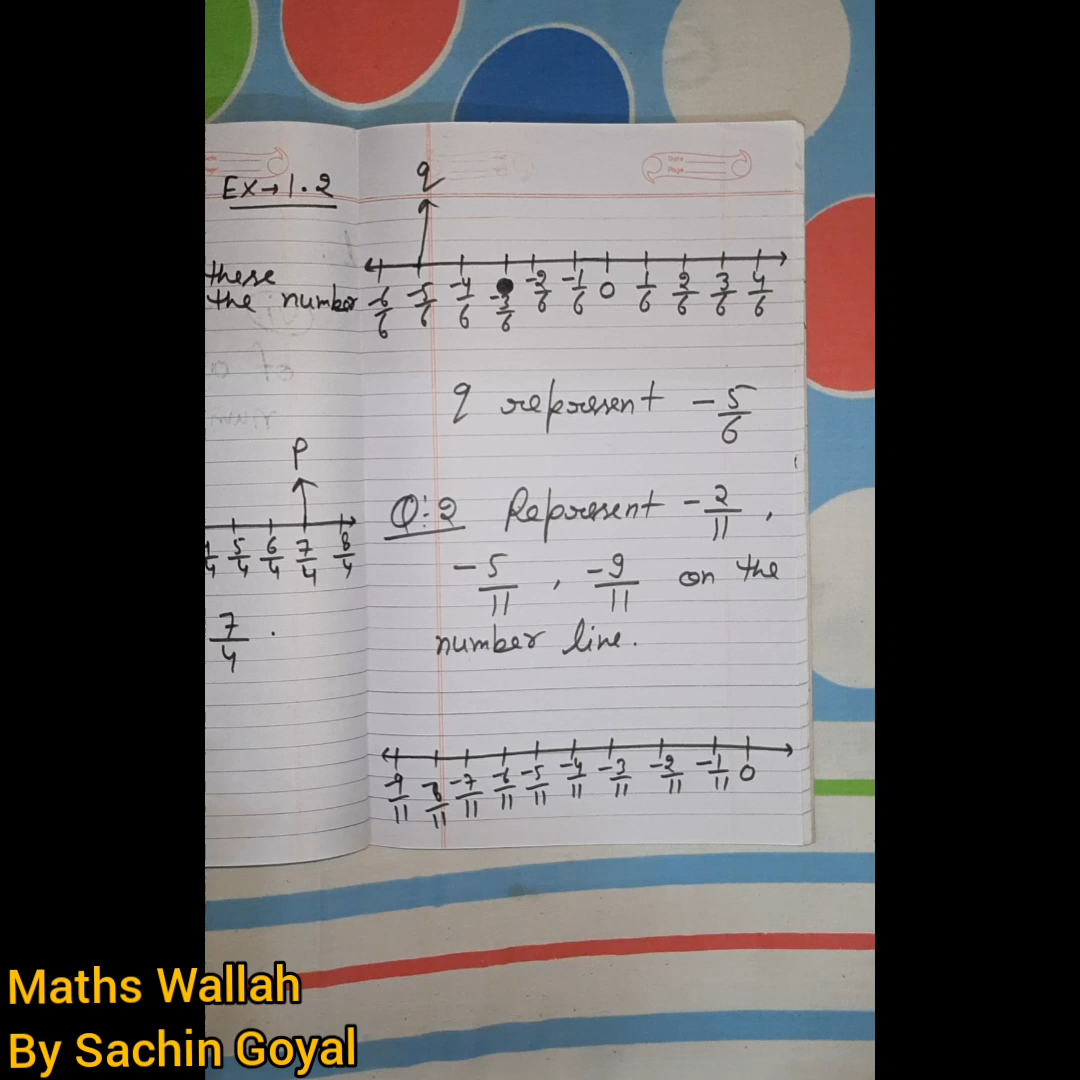 EX→1.2
these
the number
P
5/4 6/4 7/4 8/4
7/4 .
q
-6/6 -5/6 -4/6 -3/6 -2/6 -1/6 0 1/6 2/6 3/6 4/6
q represent -5/6
Q:2 Represent -2/11 ,
-5/11 , -9/11 on the
number line.
-9/11 -8/11 -7/11 -6/11 -5/11 -4/11 -3/11 -2/11 -1/11 0
Maths Wallah
By Sachin Goyal